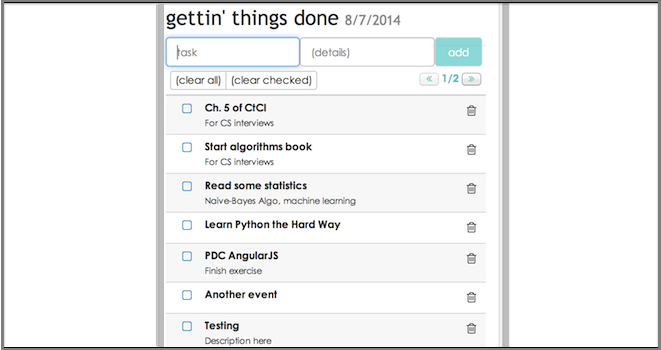 gettin' things done 8/7/2014
task (details) add
(clear all) (clear checked) « 1/2 »
Ch. 5 of CtCI
For CS interviews
Start algorithms book
For CS interviews
Read some statistics
Naive-Bayes Algo, machine learning
Learn Python the Hard Way
PDC AngularJS
Finish exercise
Another event
Testing
Description here